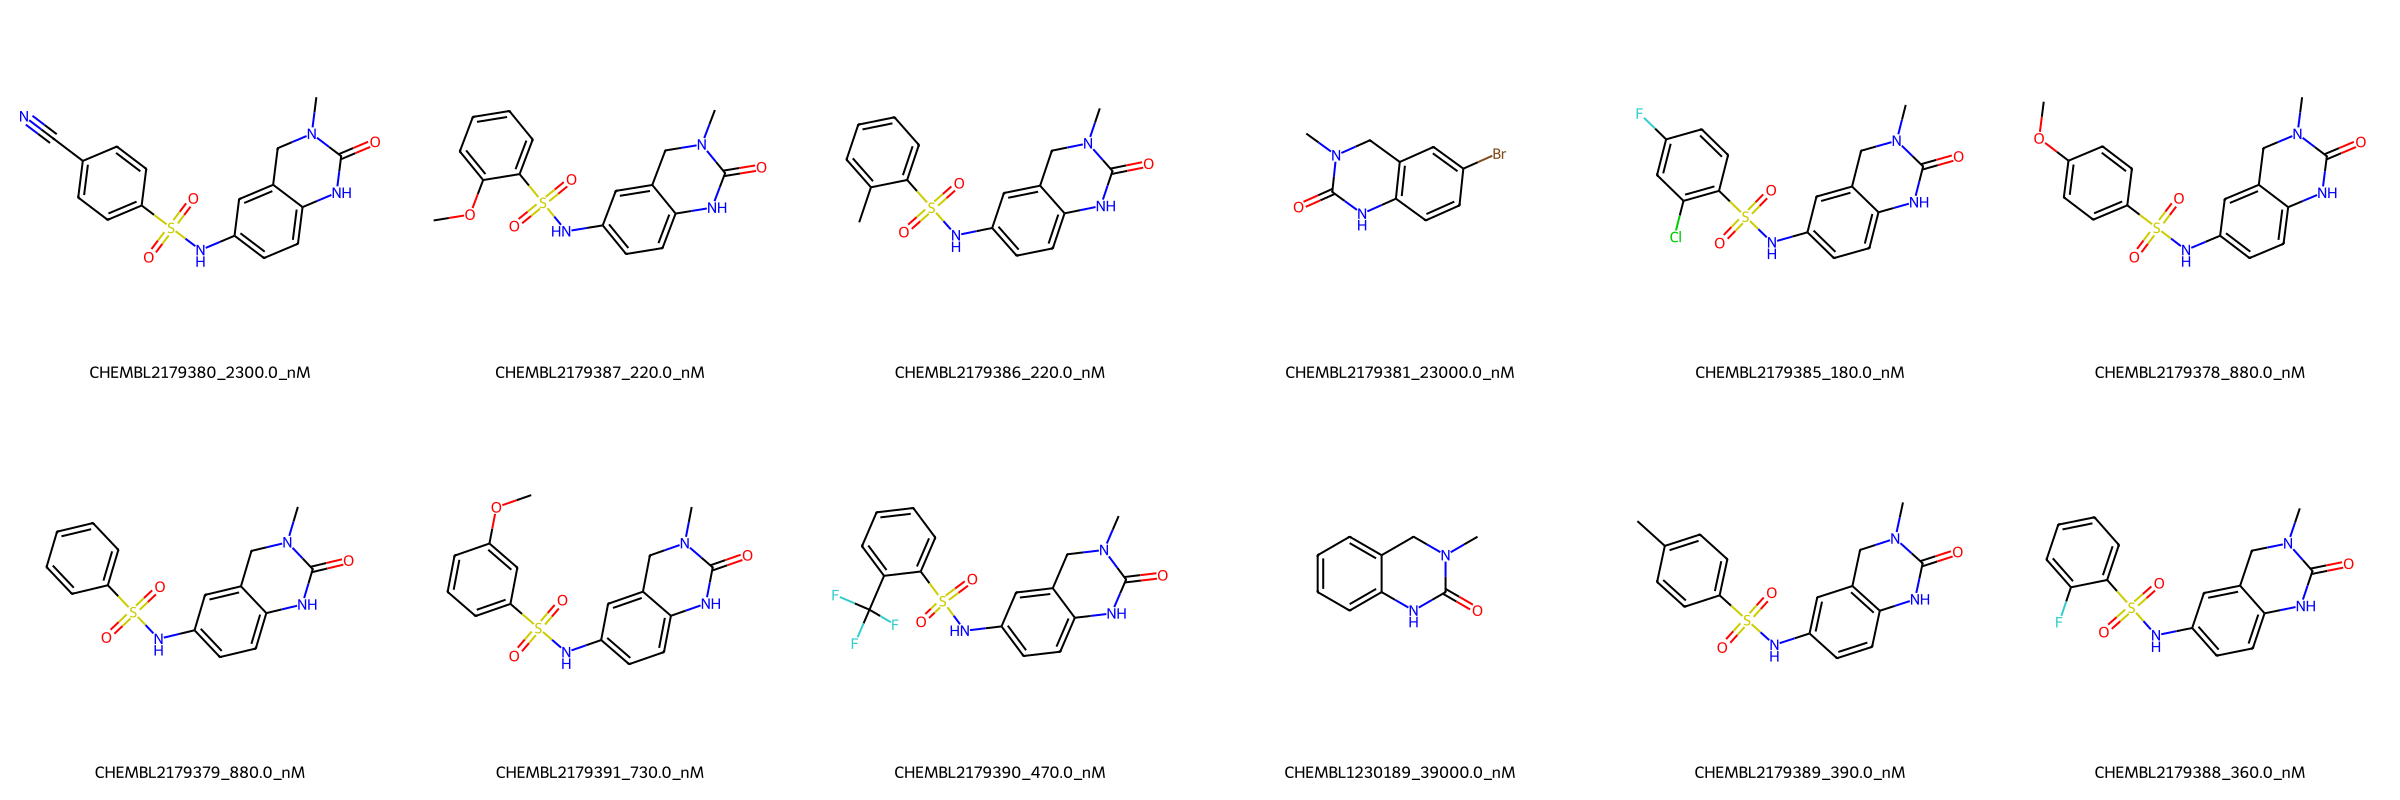 CHEMBL2179380_2300.0_nM
CHEMBL2179387_220.0_nM
CHEMBL2179386_220.0_nM
CHEMBL2179381_23000.0_nM
CHEMBL2179385_180.0_nM
CHEMBL2179378_880.0_nM
CHEMBL2179379_880.0_nM
CHEMBL2179391_730.0_nM
CHEMBL2179390_470.0_nM
CHEMBL1230189_39000.0_nM
CHEMBL2179389_390.0_nM
CHEMBL2179388_360.0_nM